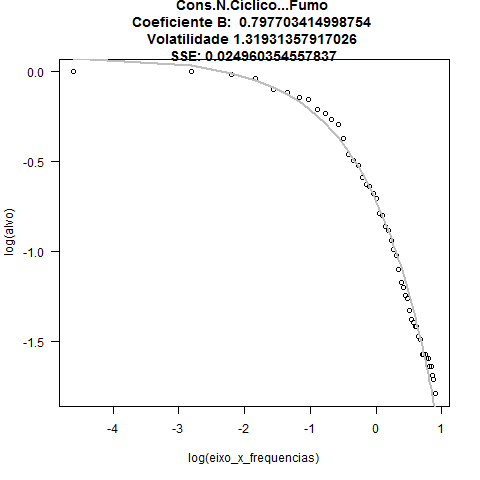 Cons.N.Ciclico...Fumo
Coeficiente B:  0.797703414998754
Volatilidade 1.31931357917026
SSE: 0.024960354557837
0.0
-0.5
-1.0
-1.5
log(alvo)
-4
-3
-2
-1
0
1
log(eixo_x_frequencias)